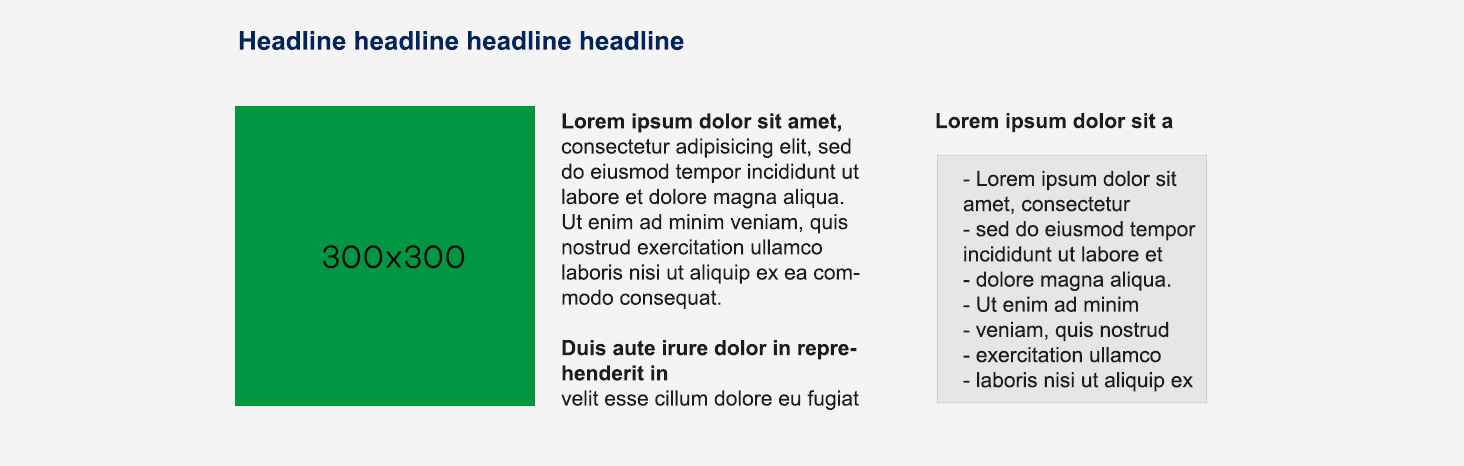 Headline headline headline headline
300x300
Lorem ipsum dolor sit amet,
consectetur adipisicing elit, sed
do eiusmod tempor incididunt ut
labore et dolore magna aliqua.
Ut enim ad minim veniam, quis
nostrud exercitation ullamco
laboris nisi ut aliquip ex ea com-
modo consequat.
Duis aute irure dolor in repre-
henderit in
velit esse cillum dolore eu fugiat
Lorem ipsum dolor sit a
- Lorem ipsum dolor sit
amet, consectetur
- sed do eiusmod tempor
incididunt ut labore et
- dolore magna aliqua.
- Ut enim ad minim
- veniam, quis nostrud
- exercitation ullamco
- laboris nisi ut aliquip ex